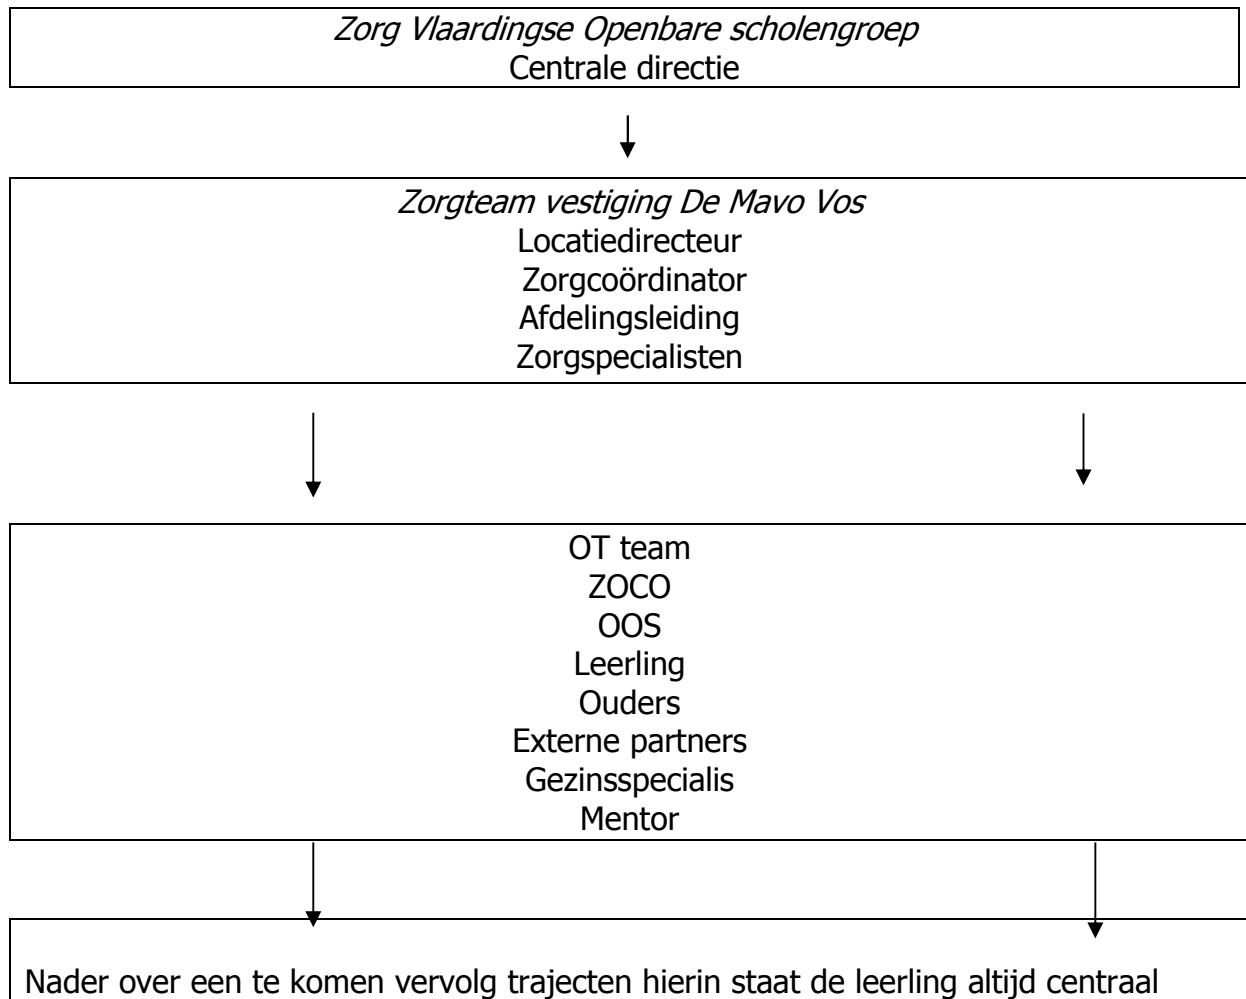 Zorg Vlaardingse Openbare scholengroep
Centrale directie
Zorgteam vestiging De Mavo Vos
Locatiedirecteur
Zorgcoördinator
Afdelingsleiding
Zorgspecialisten
OT team
ZOCO
OOS
Leerling
Ouders
Externe partners
Gezinsspecialis
Mentor
Nader over een te komen vervolg trajecten hierin staat de leerling altijd centraal